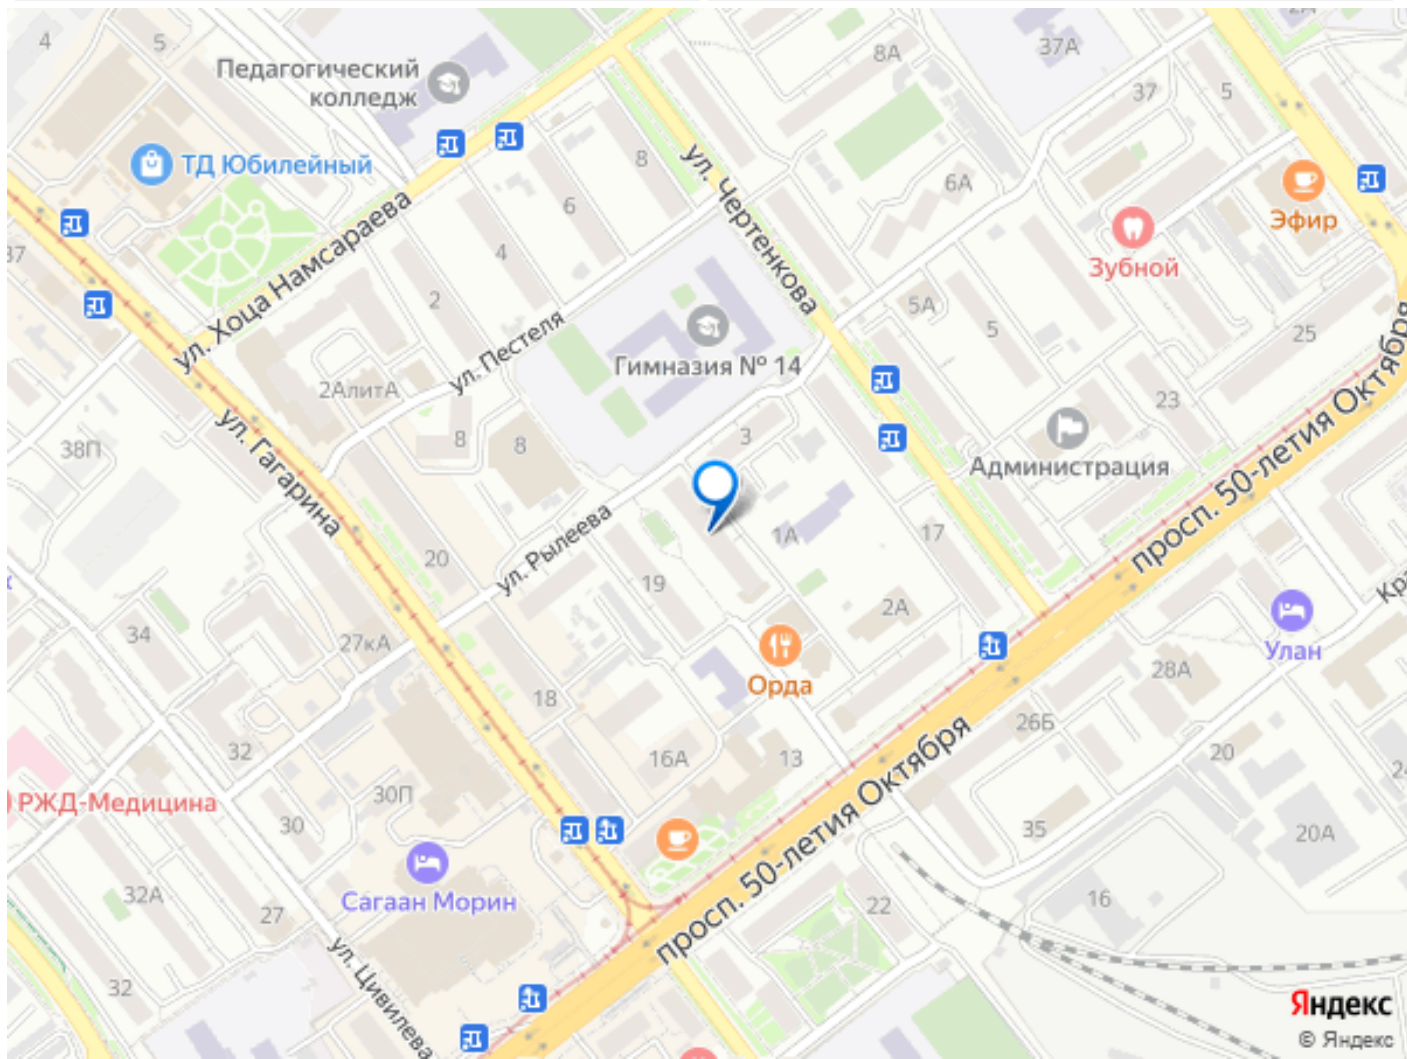 4
5
Педагогический
колледж
8А
2А
37А
37
5
ТД Юбилейный
8
6
4
2
ул. Хоца Намсараева
ул. Чертенкова
6А
Эфир
Зубной
37
5А
5
25
ул. Пестеля
Гимназия № 14
2АлитА
ул. Гагарина
38П
8
8
3
23
Администрация
просп. 50-летия Октября
20
ул. Рылеева
1А
17
19
2А
Кра
34
27кА
Улан
Орда
28А
18
26Б
32
16А
13
20
24
РЖД-Медицина
30П
30
35
20А
просп. 50-летия Октября
Сагаан Морин
32А
27
22
16
ул. Цивилева
32
Яндекс
© Яндекс